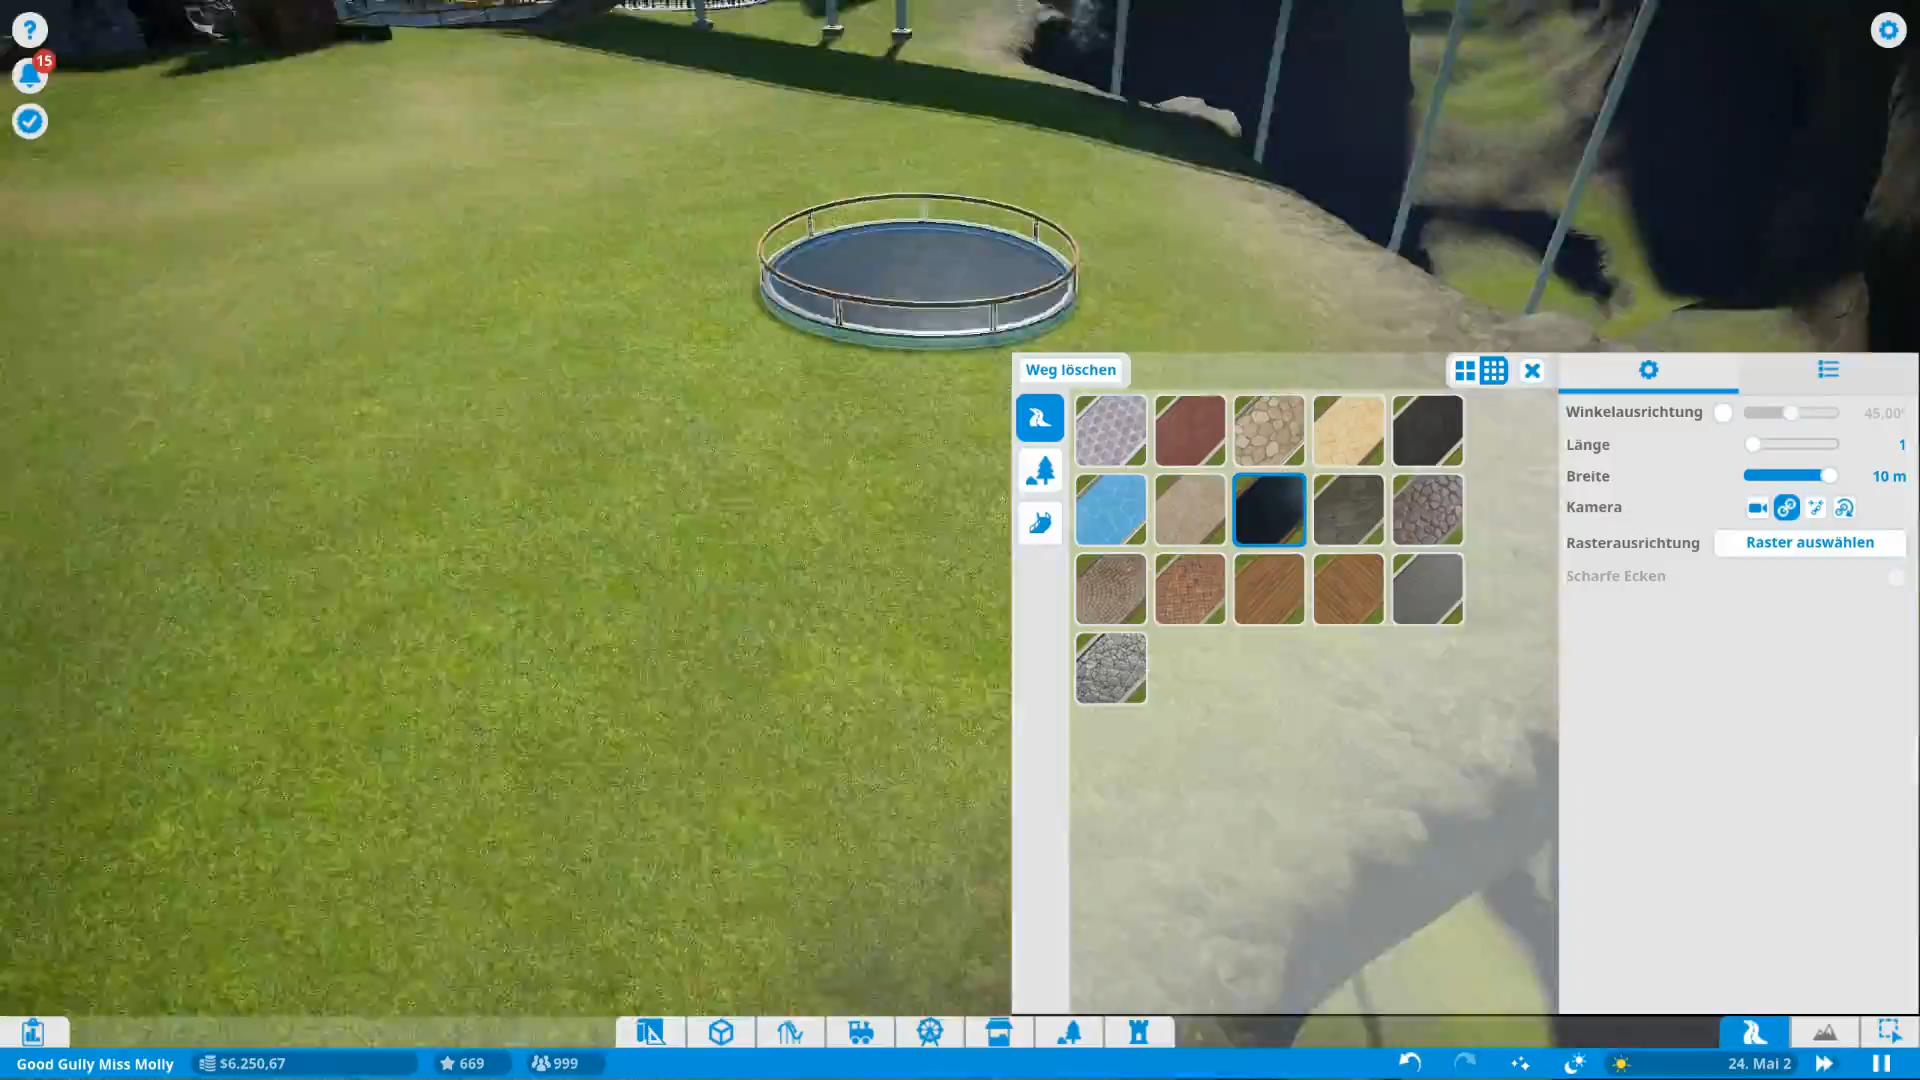 ?
15
Weg löschen
Winkelausrichtung 45,00°
Länge 1
Breite 10 m
Kamera
Rasterausrichtung Raster auswählen
Scharfe Ecken
Good Gully Miss Molly $6.250,67 669 999 24. Mai 2